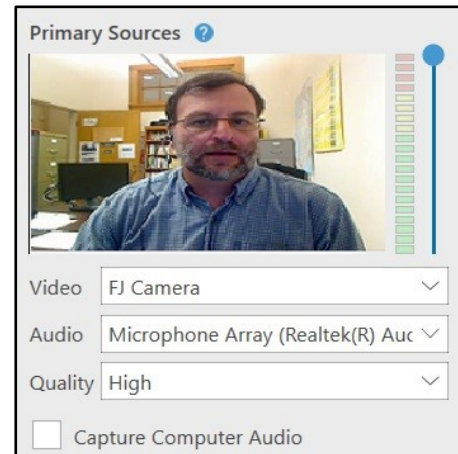 Primary Sources ?
Video FJ Camera
Audio Microphone Array (Realtek(R) Auc
Quality High
Capture Computer Audio